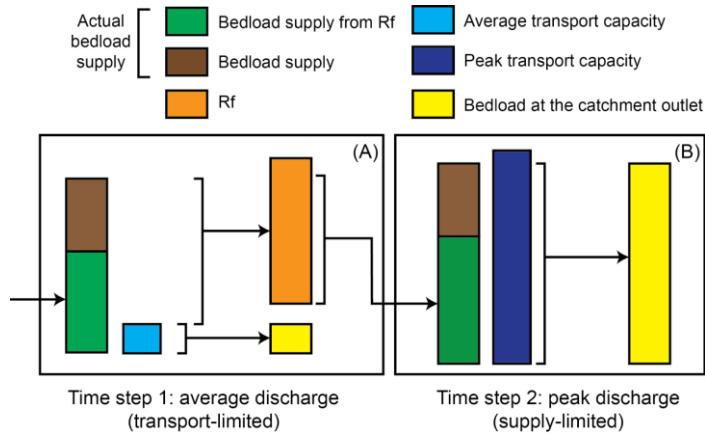 Actual
bedload
supply
Bedload supply from Rf
Bedload supply
Rf
Average transport capacity
Peak transport capacity
Bedload at the catchment outlet
(A)
(B)
Time step 1: average discharge
(transport-limited)
Time step 2: peak discharge
(supply-limited)